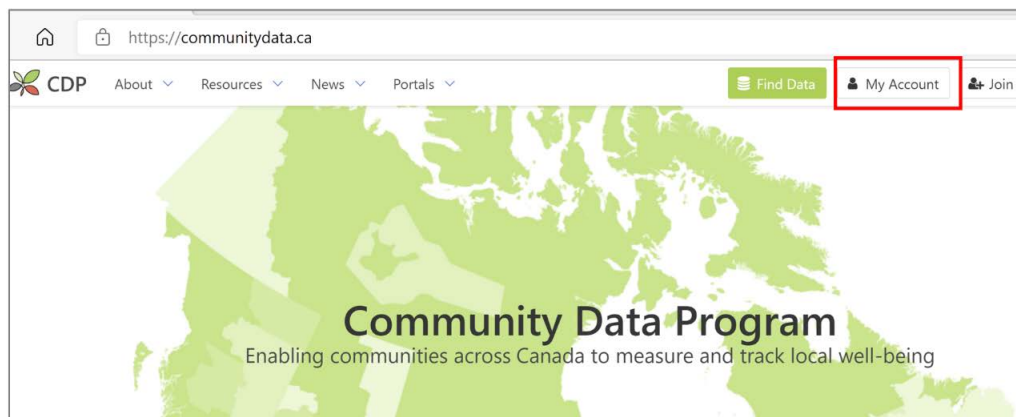 https://communitydata.ca
CDP About Resources News Portals Find Data My Account Join
Community Data Program
Enabling communities across Canada to measure and track local well-being